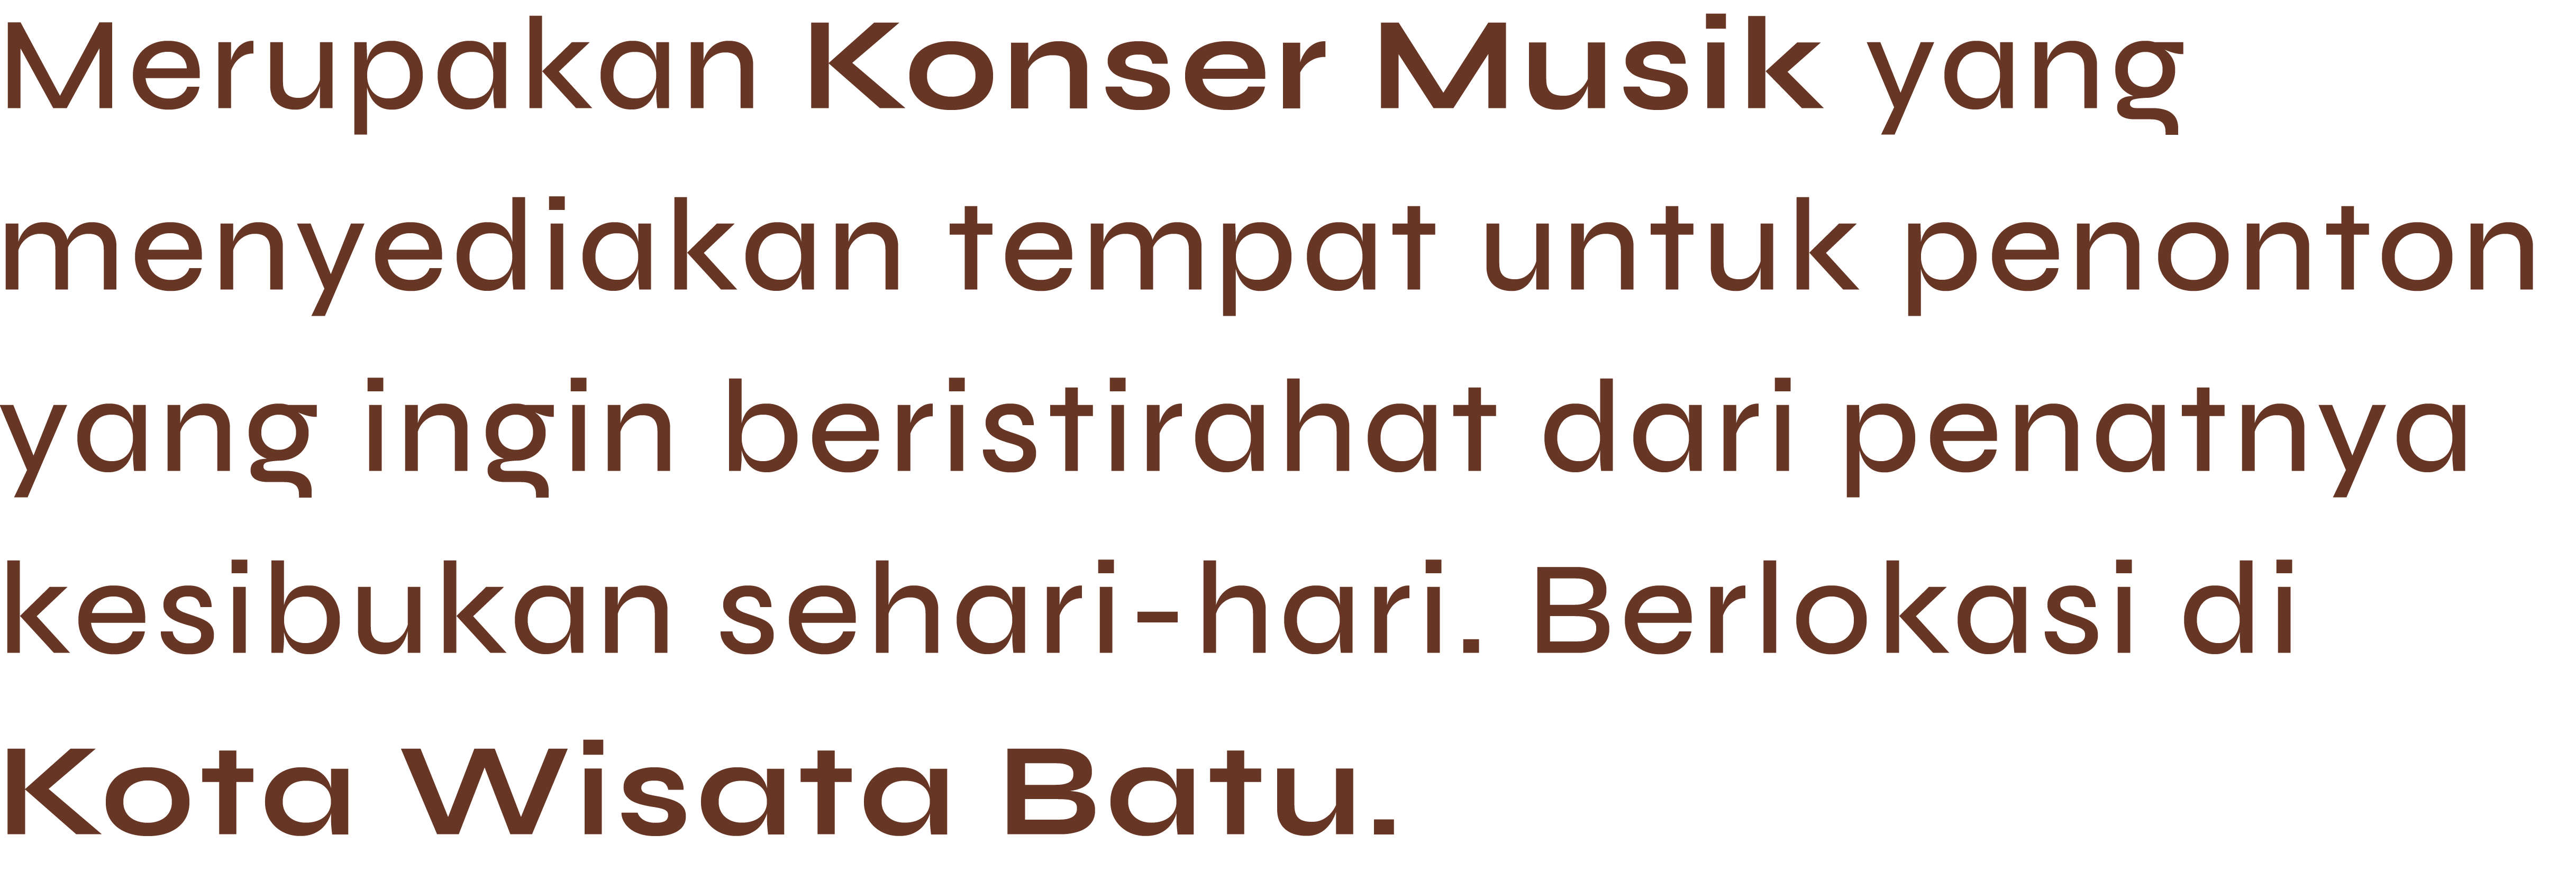 Merupakan Konser Musik yang
menyediakan tempat untuk penonton
yang ingin beristirahat dari penatnya
kesibukan sehari-hari. Berlokasi di
Kota Wisata Batu.